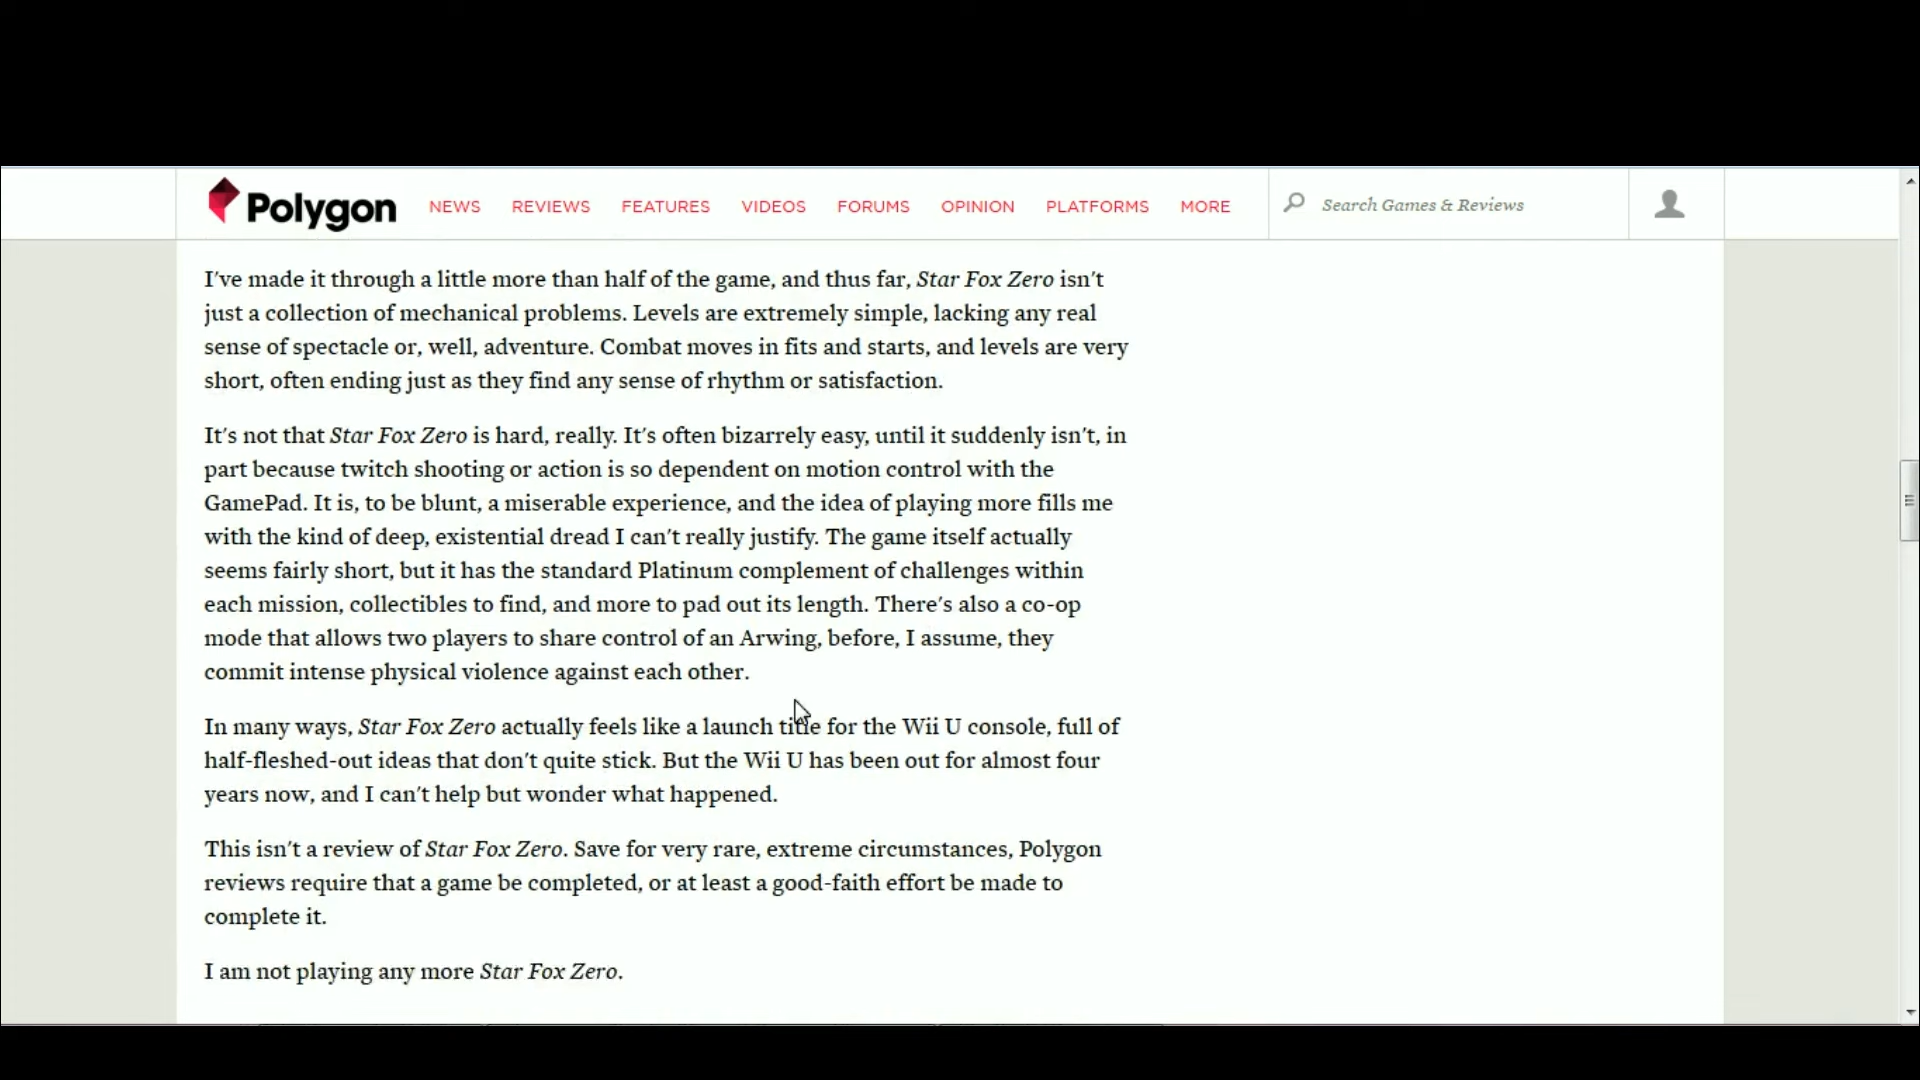 Polygon NEWS REVIEWS FEATURES VIDEOS FORUMS OPINION PLATFORMS MORE Search Games & Reviews
I've made it through a little more than half of the game, and thus far, Star Fox Zero isn't
just a collection of mechanical problems. Levels are extremely simple, lacking any real
sense of spectacle or, well, adventure. Combat moves in fits and starts, and levels are very
short, often ending just as they find any sense of rhythm or satisfaction.
It's not that Star Fox Zero is hard, really. It's often bizarrely easy, until it suddenly isn't, in
part because twitch shooting or action is so dependent on motion control with the
GamePad. It is, to be blunt, a miserable experience, and the idea of playing more fills me
with the kind of deep, existential dread I can't really justify. The game itself actually
seems fairly short, but it has the standard Platinum complement of challenges within
each mission, collectibles to find, and more to pad out its length. There's also a co-op
mode that allows two players to share control of an Arwing, before, I assume, they
commit intense physical violence against each other.
In many ways, Star Fox Zero actually feels like a launch title for the Wii U console, full of
half-fleshed-out ideas that don't quite stick. But the Wii U has been out for almost four
years now, and I can't help but wonder what happened.
This isn't a review of Star Fox Zero. Save for very rare, extreme circumstances, Polygon
reviews require that a game be completed, or at least a good-faith effort be made to
complete it.
I am not playing any more Star Fox Zero.